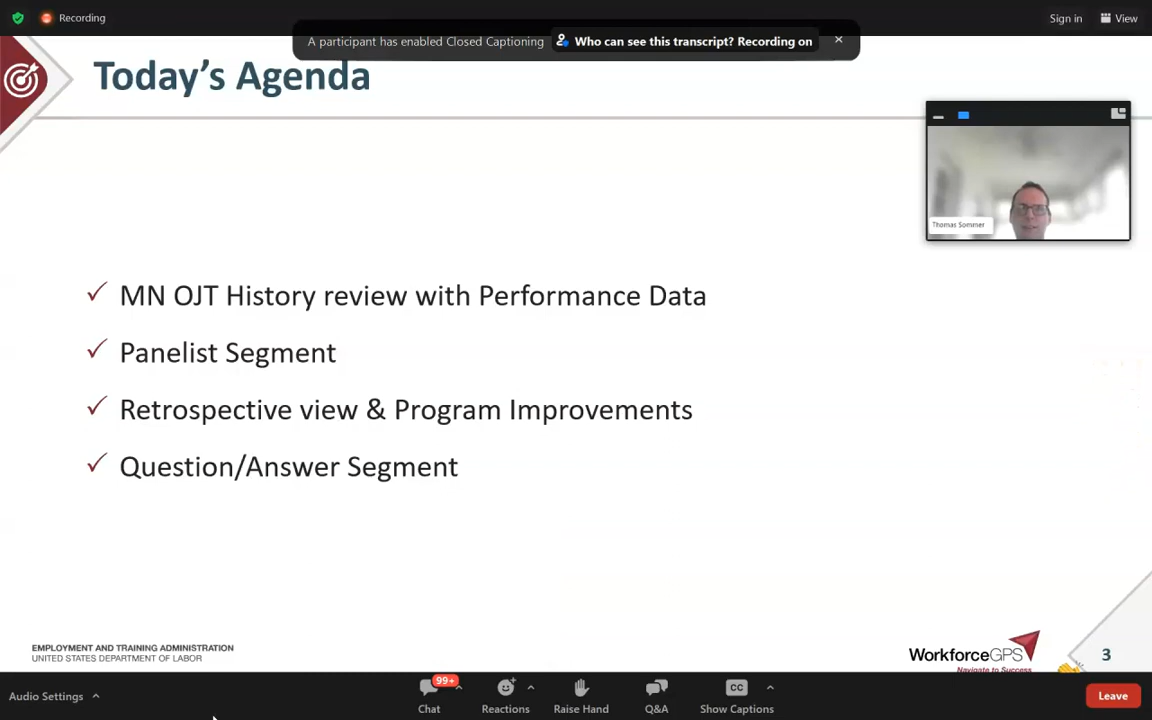 Recording
Sign in
View
A participant has enabled Closed Captioning
Who can see this transcript? Recording on
Today's Agenda
Thomas Sommer
MN OJT History review with Performance Data
Panelist Segment
Retrospective view & Program Improvements
Question/Answer Segment
EMPLOYMENT AND TRAINING ADMINISTRATION
UNITED STATES DEPARTMENT OF LABOR
WorkforceGPS
Navigate to Success
3
Audio Settings
99+
Chat
Reactions
Raise Hand
Q&A
CC
Show Captions
Leave